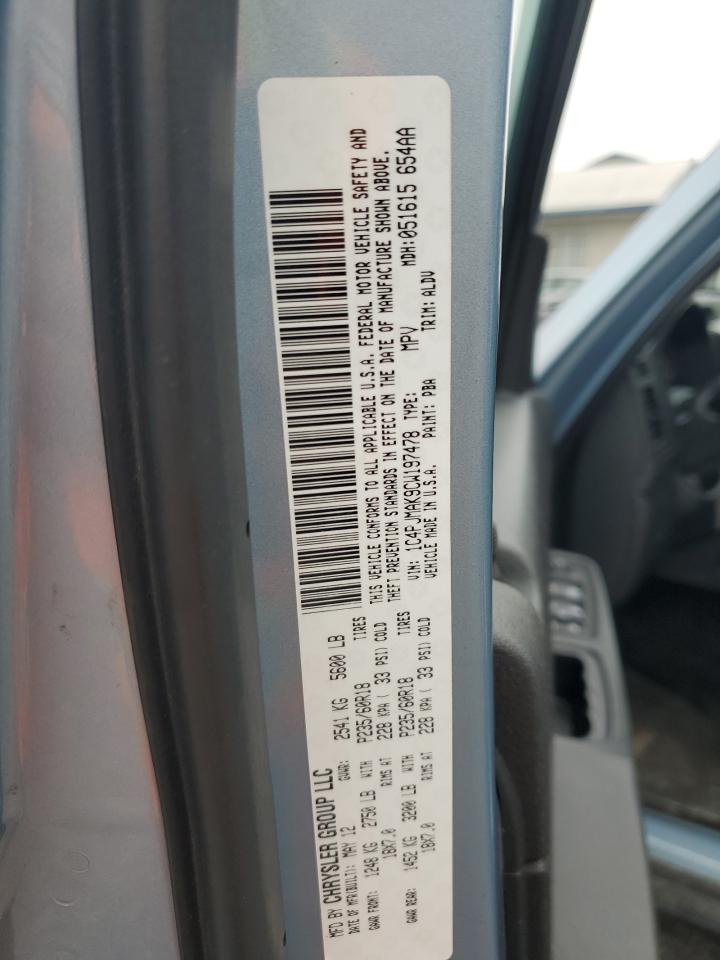 MFD BY CHRYSLER GROUP LLC
DATE OF MFR(BUILT): MAY 12 GVWR: 2541 KG 5600 LB
GAWR FRONT: 1248 KG 2750 LB WITH P235/60R18 TIRES
18X7.0 RIMS AT 228 KPA ( 33 PSI) COLD
GAWR REAR: 1452 KG 3200 LB WITH P235/60R18 TIRES
18X7.0 RIMS AT 228 KPA ( 33 PSI) COLD
THIS VEHICLE CONFORMS TO ALL APPLICABLE U.S.A. FEDERAL MOTOR VEHICLE SAFETY AND
THEFT PREVENTION STANDARDS IN EFFECT ON THE DATE OF MANUFACTURE SHOWN ABOVE.
VIN: 1C4PJMAK9CW197478 TYPE: MPV MDH:051615 654AA
VEHICLE MADE IN U.S.A. PAINT: PBA TRIM: ALDV